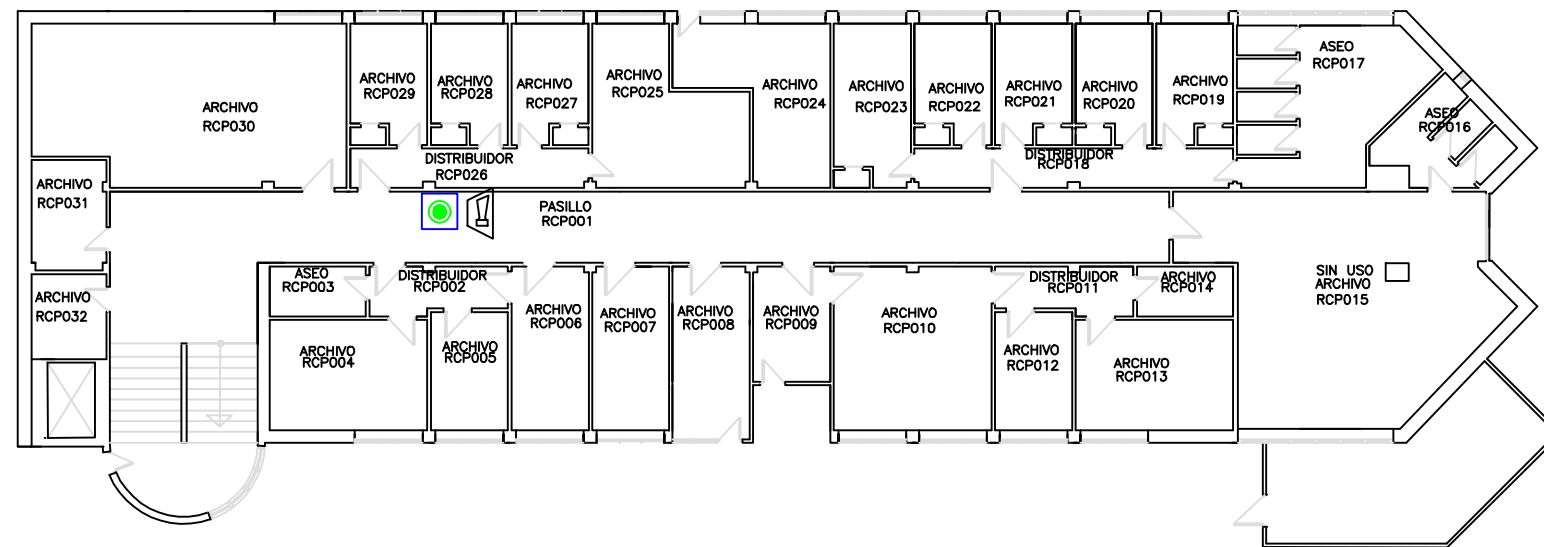 ARCHIVO
RCP030
ARCHIVO
RCP029
ARCHIVO
RCP028
ARCHIVO
RCP027
ARCHIVO
RCP025
ARCHIVO
RCP024
ARCHIVO
RCP023
ARCHIVO
RCP022
ARCHIVO
RCP021
ARCHIVO
RCP020
ARCHIVO
RCP019
ASEO
RCP017
ASEO
RCP016
DISTRIBUIDOR
RCP026
DISTRIBUIDOR
RCP018
ARCHIVO
RCP031
PASILLO
RCP001
ARCHIVO
RCP032
ASEO
RCP003
DISTRIBUIDOR
RCP002
ARCHIVO
RCP004
ARCHIVO
RCP005
ARCHIVO
RCP006
ARCHIVO
RCP007
ARCHIVO
RCP008
ARCHIVO
RCP009
ARCHIVO
RCP010
DISTRIBUIDOR
RCP011
ARCHIVO
RCP014
ARCHIVO
RCP012
ARCHIVO
RCP013
SIN USO
ARCHIVO
RCP015